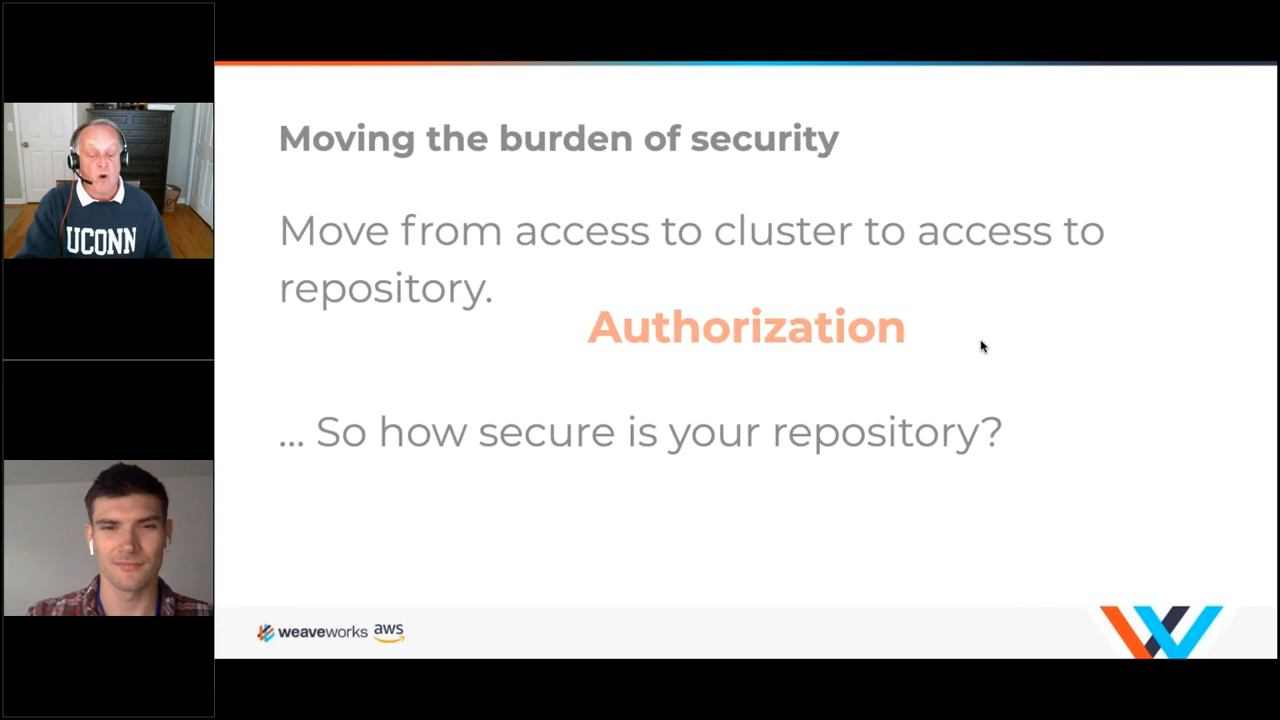 Moving the burden of security
Move from access to cluster to access to
repository.
Authorization
... So how secure is your repository?
UCONN
weaveworks aws